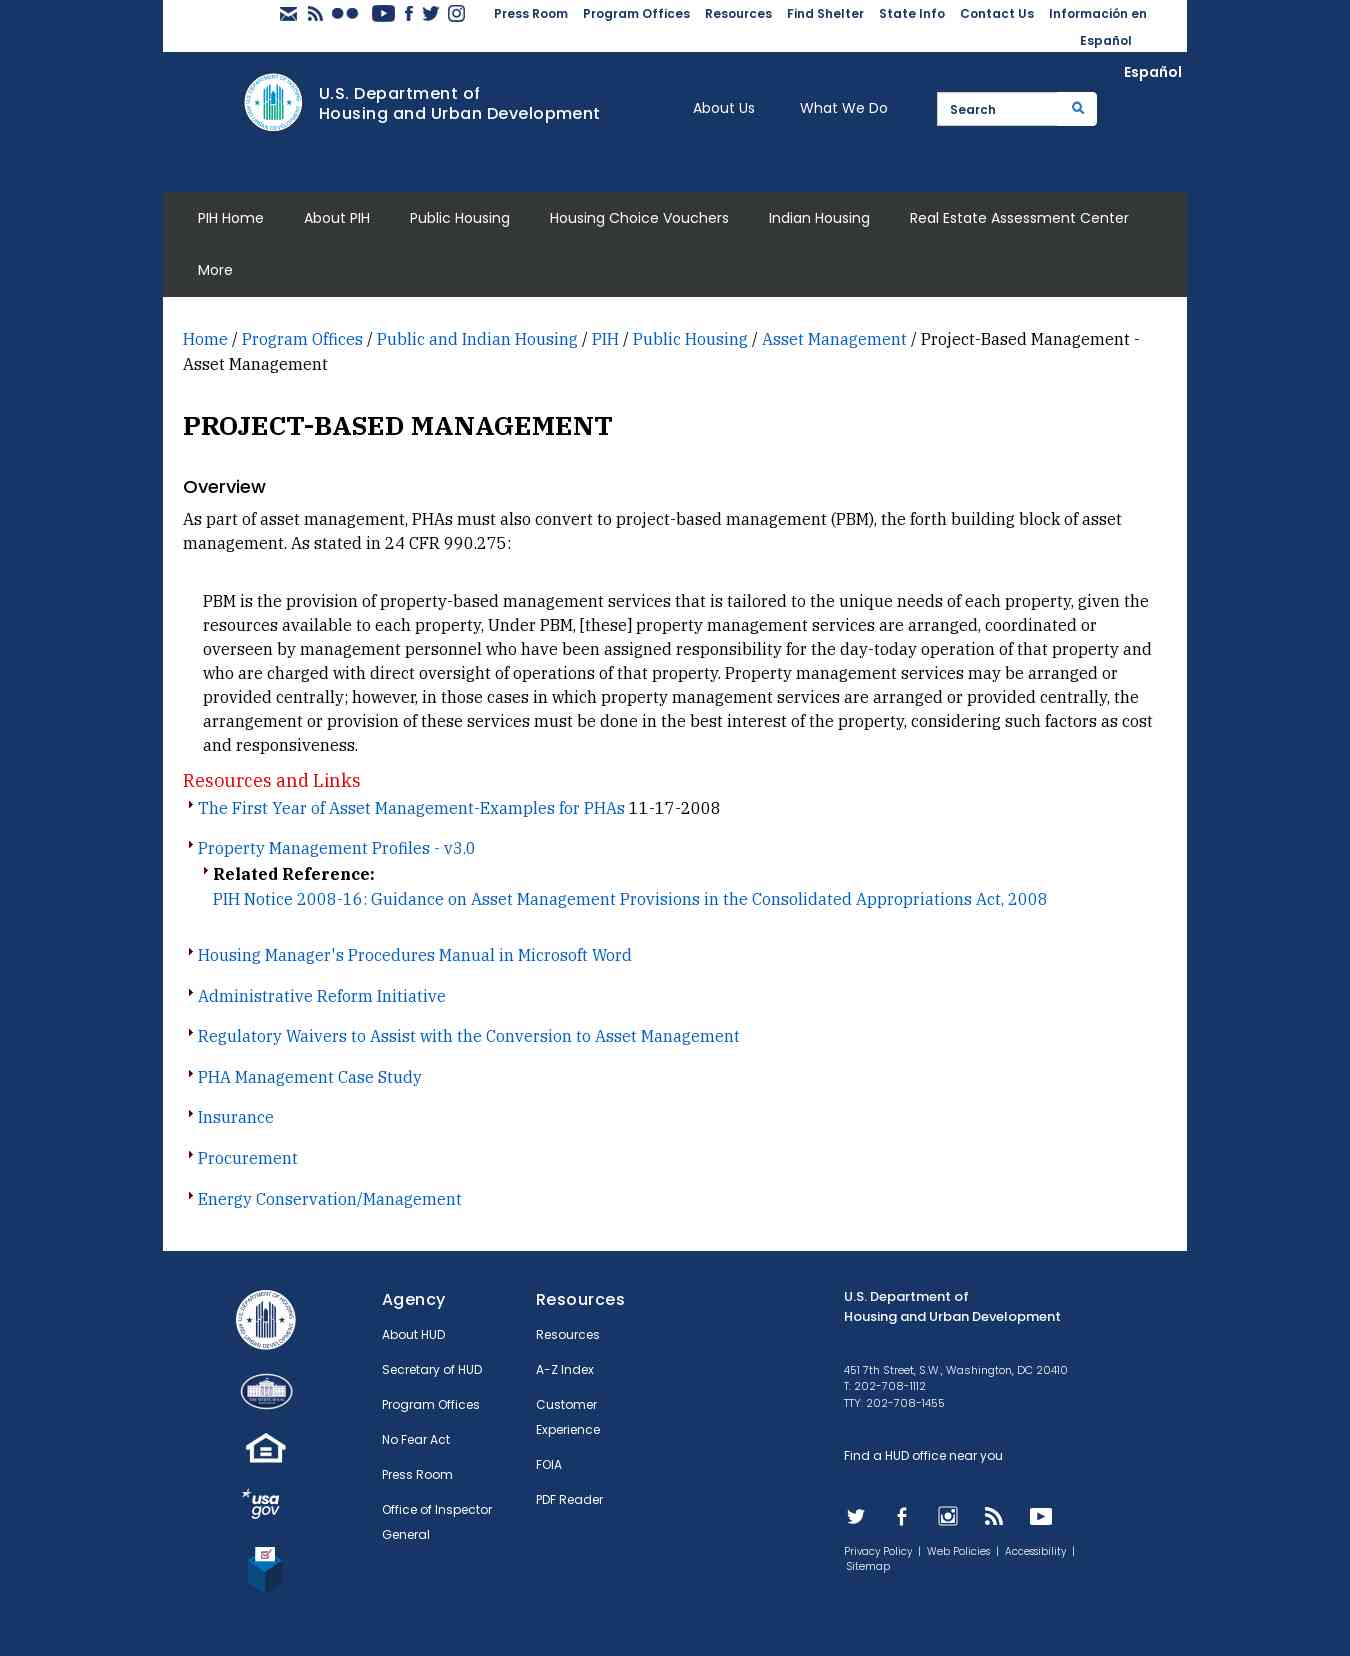 Press Room Program Offices Resources Find Shelter State Info Contact Us Información en
Español
Español
U.S. Department of
Housing and Urban Development
About Us What We Do Search
PIH Home About PIH Public Housing Housing Choice Vouchers Indian Housing Real Estate Assessment Center
More
Home / Program Offices / Public and Indian Housing / PIH / Public Housing / Asset Management / Project-Based Management -
Asset Management
PROJECT-BASED MANAGEMENT
Overview
As part of asset management, PHAs must also convert to project-based management (PBM), the forth building block of asset
management. As stated in 24 CFR 990.275:
PBM is the provision of property-based management services that is tailored to the unique needs of each property, given the
resources available to each property, Under PBM, [these] property management services are arranged, coordinated or
overseen by management personnel who have been assigned responsibility for the day-today operation of that property and
who are charged with direct oversight of operations of that property. Property management services may be arranged or
provided centrally; however, in those cases in which property management services are arranged or provided centrally, the
arrangement or provision of these services must be done in the best interest of the property, considering such factors as cost
and responsiveness.
Resources and Links
The First Year of Asset Management-Examples for PHAs 11-17-2008
Property Management Profiles - v3.0
Related Reference:
PIH Notice 2008-16: Guidance on Asset Management Provisions in the Consolidated Appropriations Act, 2008
Housing Manager's Procedures Manual in Microsoft Word
Administrative Reform Initiative
Regulatory Waivers to Assist with the Conversion to Asset Management
PHA Management Case Study
Insurance
Procurement
Energy Conservation/Management
usa
gov
Agency
About HUD
Secretary of HUD
Program Offices
No Fear Act
Press Room
Office of Inspector
General
Resources
Resources
A-Z Index
Customer
Experience
FOIA
PDF Reader
U.S. Department of
Housing and Urban Development
451 7th Street, S.W., Washington, DC 20410
T: 202-708-1112
TTY: 202-708-1455
Find a HUD office near you
Privacy Policy | Web Policies | Accessibility |
Sitemap